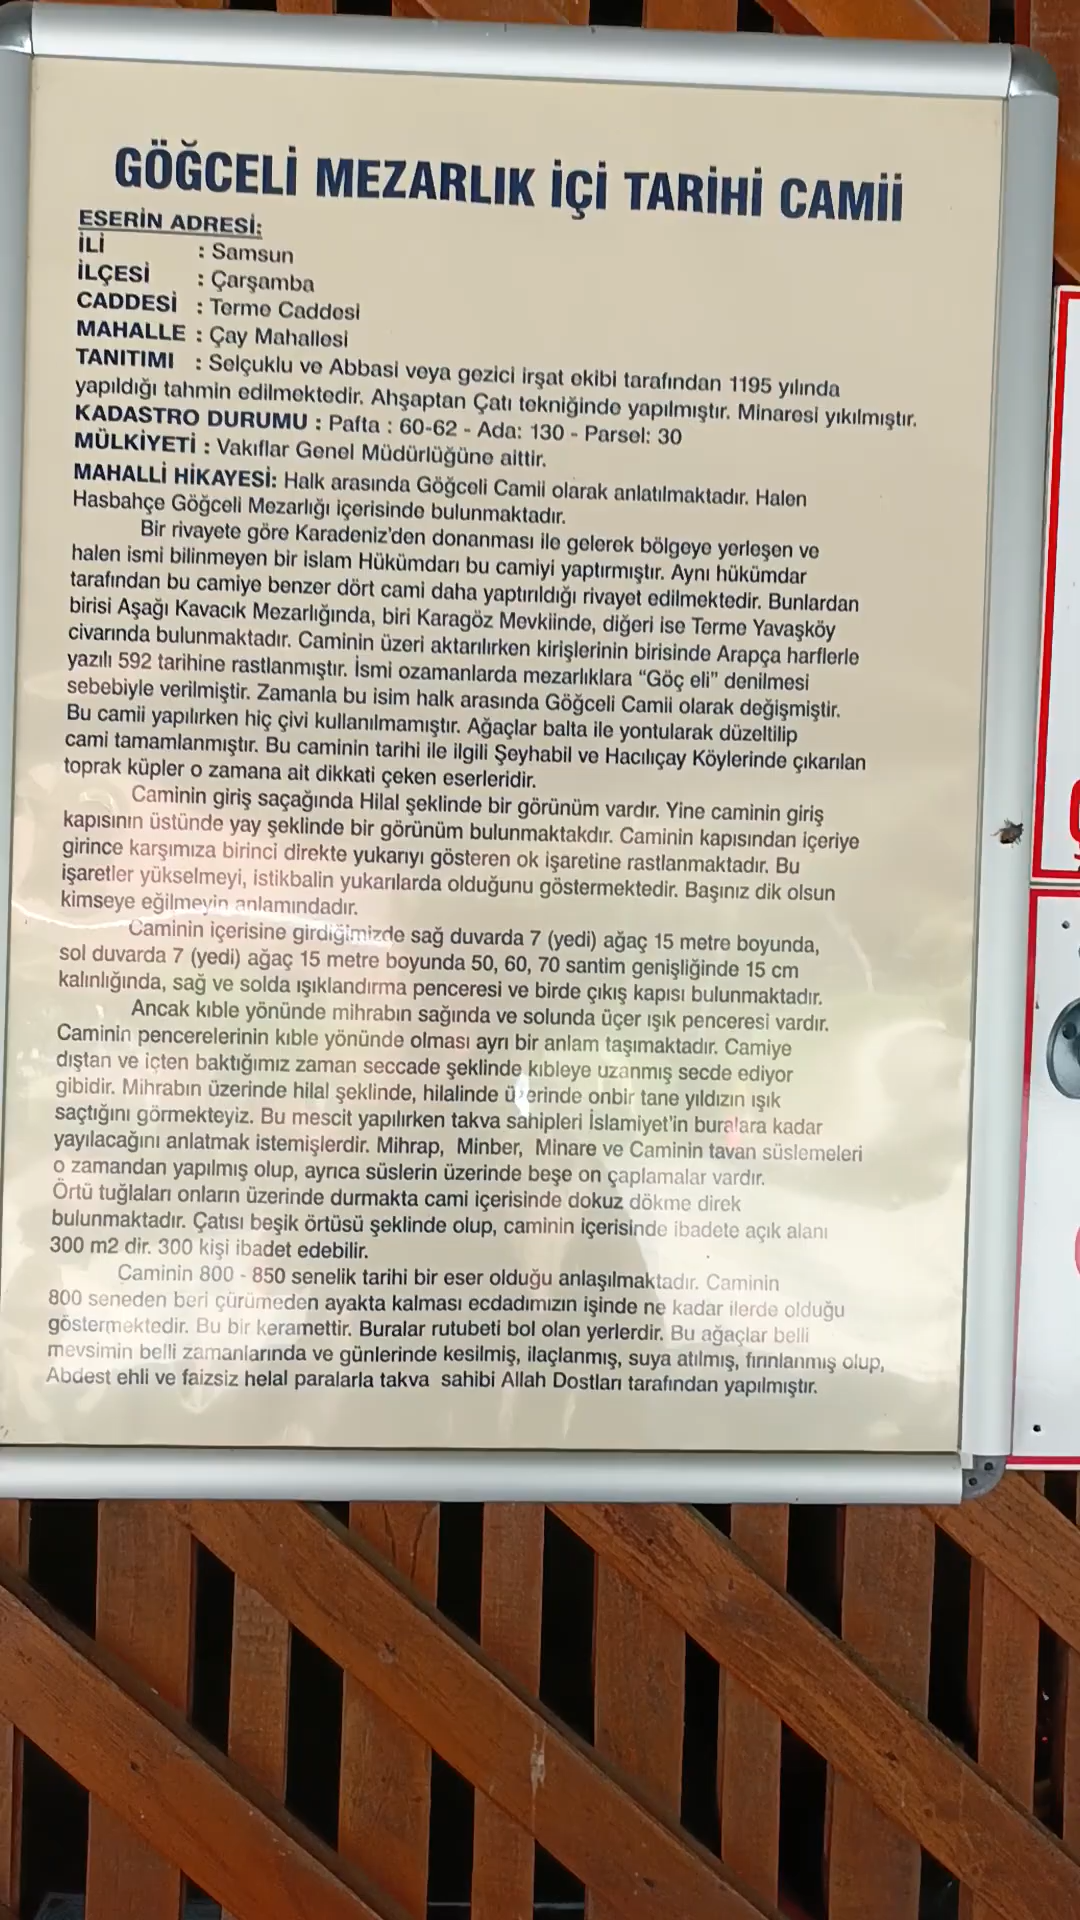 GÖĞCELİ MEZARLIK İÇİ TARİHİ CAMİİ
ESERİN ADRESİ:
İLİ : Samsun
İLÇESİ : Çarşamba
CADDESİ : Terme Caddesi
MAHALLE : Çay Mahallesi
TANITIMI : Selçuklu ve Abbasi veya gezici irşat ekibi tarafından 1195 yılında
yapıldığı tahmin edilmektedir. Ahşaptan Çatı tekniğinde yapılmıştır. Minaresi yıkılmıştır.
KADASTRO DURUMU : Pafta : 60-62 - Ada: 130 - Parsel: 30
MÜLKİYETİ : Vakıflar Genel Müdürlüğüne aittir.
MAHALLİ HİKAYESİ: Halk arasında Göğceli Camii olarak anlatılmaktadır. Halen
Hasbahçe Göğceli Mezarlığı içerisinde bulunmaktadır.
Bir rivayete göre Karadeniz'den donanması ile gelerek bölgeye yerleşen ve
halen ismi bilinmeyen bir islam Hükümdarı bu camiyi yaptırmıştır. Aynı hükümdar
tarafından bu camiye benzer dört cami daha yaptırıldığı rivayet edilmektedir. Bunlardan
birisi Aşağı Kavacık Mezarlığında, biri Karagöz Mevkiinde, diğeri ise Terme Yavaşköy
civarında bulunmaktadır. Caminin üzeri aktarılırken kirişlerinin birisinde Arapça harflerle
yazılı 592 tarihine rastlanmıştır. İsmi ozamanlarda mezarlıklara "Göç eli" denilmesi
sebebiyle verilmiştir. Zamanla bu isim halk arasında Göğceli Camii olarak değişmiştir.
Bu camii yapılırken hiç çivi kullanılmamıştır. Ağaçlar balta ile yontularak düzeltilip
cami tamamlanmıştır. Bu caminin tarihi ile ilgili Şeyhabil ve Hacılıçay Köylerinde çıkarılan
toprak küpler o zamana ait dikkati çeken eserleridir.
Caminin giriş saçağında Hilal şeklinde bir görünüm vardır. Yine caminin giriş
kapısının üstünde yay şeklinde bir görünüm bulunmaktakdır. Caminin kapısından içeriye
girince karşımıza birinci direkte yukarıyı gösteren ok işaretine rastlanmaktadır. Bu
işaretler yükselmeyi, istikbalin yukarılarda olduğunu göstermektedir. Başınız dik olsun
kimseye eğilmeyin anlamındadır.
Caminin içerisine girdiğimizde sağ duvarda 7 (yedi) ağaç 15 metre boyunda,
sol duvarda 7 (yedi) ağaç 15 metre boyunda 50, 60, 70 santim genişliğinde 15 cm
kalınlığında, sağ ve solda ışıklandırma penceresi ve birde çıkış kapısı bulunmaktadır.
Ancak kıble yönünde mihrabın sağında ve solunda üçer ışık penceresi vardır.
Caminin pencerelerinin kıble yönünde olması ayrı bir anlam taşımaktadır. Camiye
dıştan ve içten baktığımız zaman seccade şeklinde kıbleye uzanmış secde ediyor
gibidir. Mihrabın üzerinde hilal şeklinde, hilalinde üzerinde onbir tane yıldızın ışık
saçtığını görmekteyiz. Bu mescit yapılırken takva sahipleri İslamiyet'in buralara kadar
yayılacağını anlatmak istemişlerdir. Mihrap, Minber, Minare ve Caminin tavan süslemeleri
o zamandan yapılmış olup, ayrıca süslerin üzerinde beşe on çaplamalar vardır.
Örtü tuğlaları onların üzerinde durmakta cami içerisinde dokuz dökme direk
bulunmaktadır. Çatısı beşik örtüsü şeklinde olup, caminin içerisinde ibadete açık alanı
300 m2 dir. 300 kişi ibadet edebilir.
Caminin 800 - 850 senelik tarihi bir eser olduğu anlaşılmaktadır. Caminin
800 seneden beri çürümeden ayakta kalması ecdadımızın işinde ne kadar ilerde olduğu
göstermektedir. Bu bir keramettir. Buralar rutubeti bol olan yerlerdir. Bu ağaçlar belli
mevsimin belli zamanlarında ve günlerinde kesilmiş, ilaçlanmış, suya atılmış, fırınlanmış olup,
Abdest ehli ve faizsiz helal paralarla takva sahibi Allah Dostları tarafından yapılmıştır.